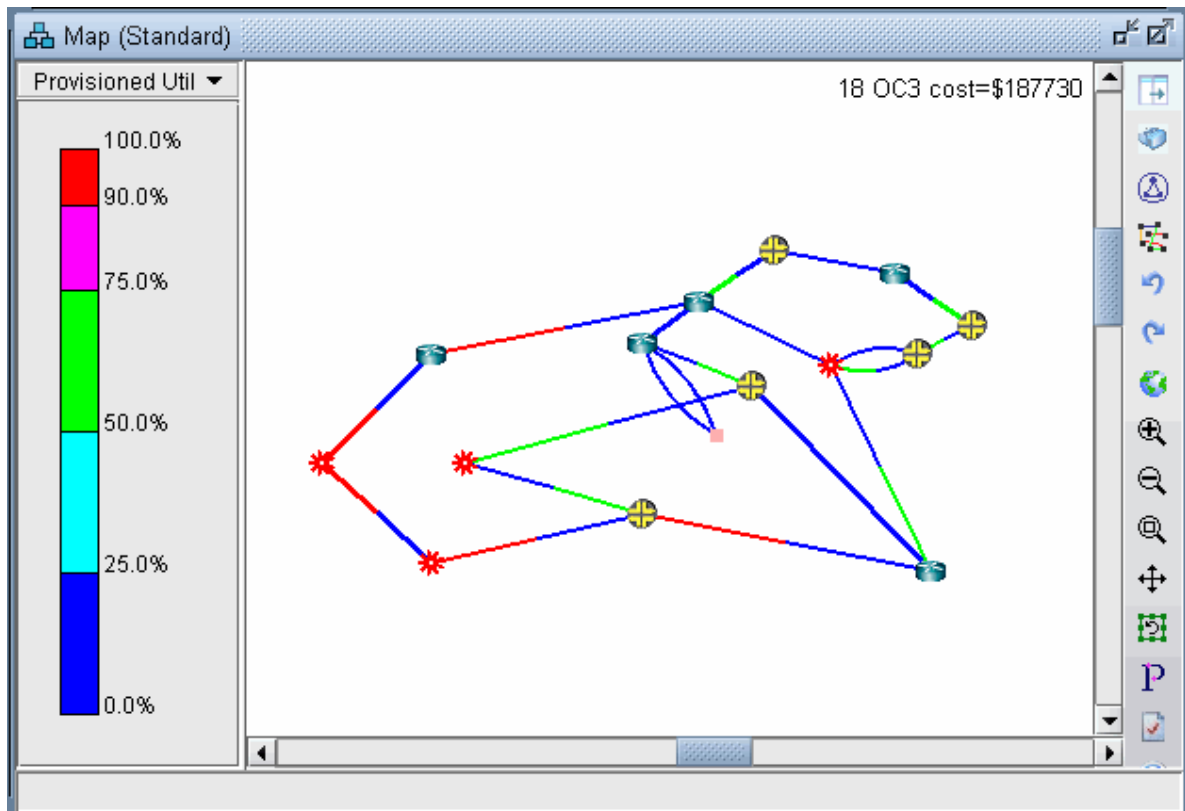 Map (Standard)
Provisioned Util
18 OC3 cost=$187730
100.0%
90.0%
75.0%
50.0%
25.0%
0.0%
P